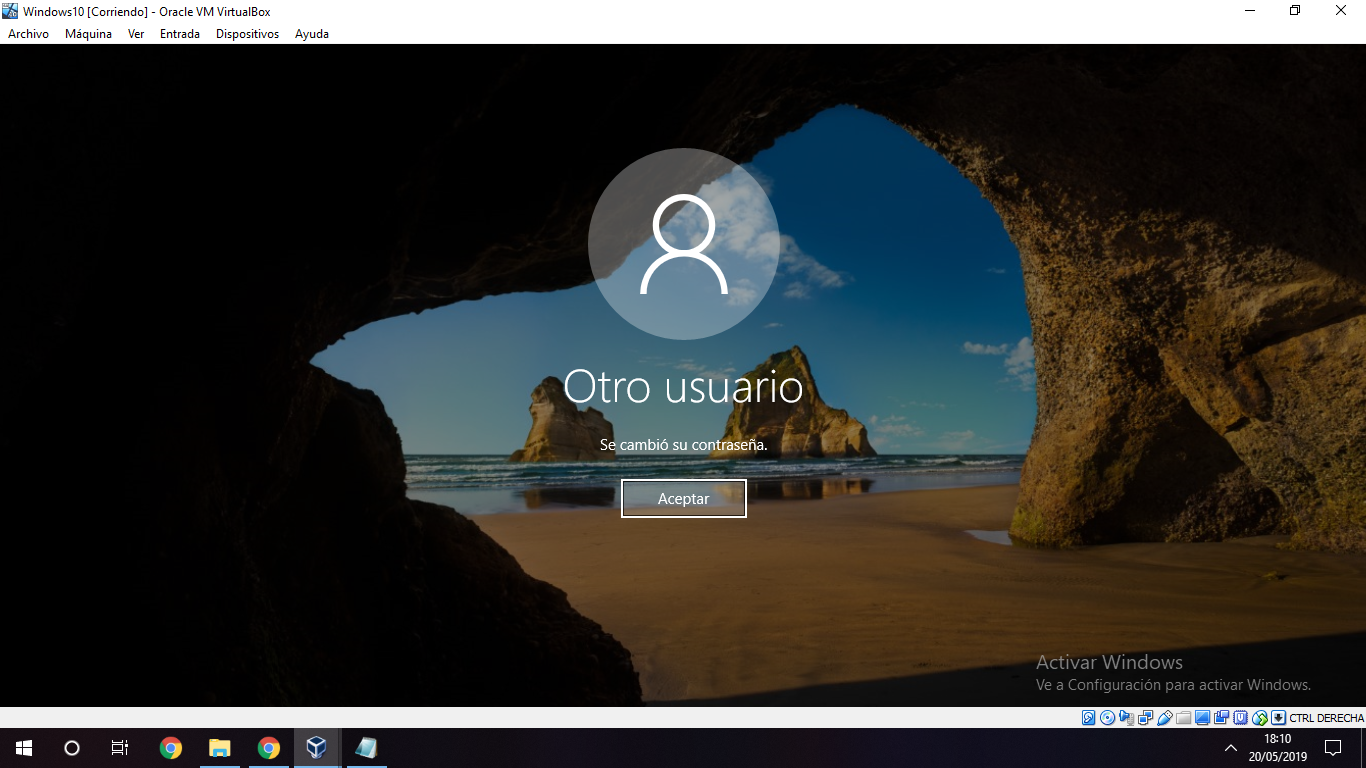 Windows10 [Corriendo] - Oracle VM VirtualBox
Archivo Máquina Ver Entrada Dispositivos Ayuda
Otro usuario
Se cambió su contraseña.
Aceptar
Activar Windows
Ve a Configuración para activar Windows.
CTRL DERECHA
18:10
20/05/2019